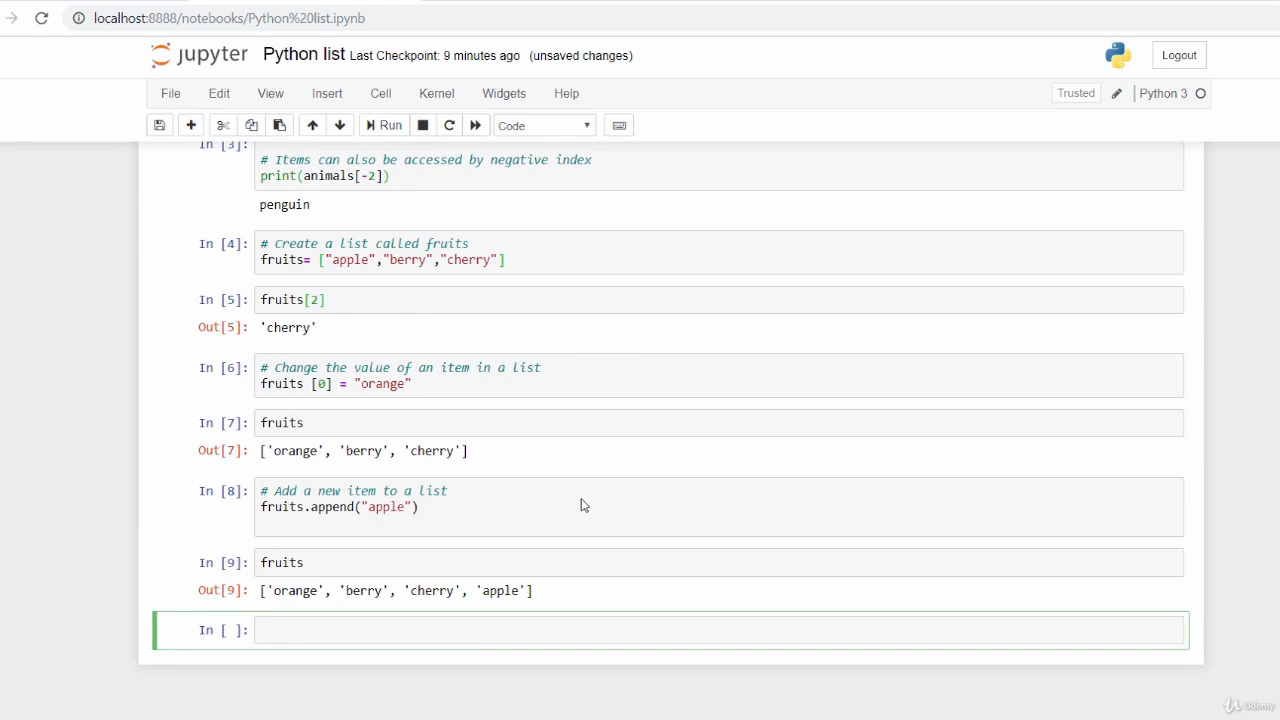 localhost:8888/notebooks/Python%20list.ipynb
jupyter Python list Last Checkpoint: 9 minutes ago (unsaved changes) Logout
File Edit View Insert Cell Kernel Widgets Help Trusted Python 3
Run Code
In [3]:
# Items can also be accessed by negative index
print(animals[-2])
penguin
In [4]: # Create a list called fruits
fruits= ["apple","berry","cherry"]
In [5]: fruits[2]
Out[5]: 'cherry'
In [6]: # Change the value of an item in a list
fruits [0] = "orange"
In [7]: fruits
Out[7]: ['orange', 'berry', 'cherry']
In [8]: # Add a new item to a list
fruits.append("apple")
In [9]: fruits
Out[9]: ['orange', 'berry', 'cherry', 'apple']
In [ ]:
Udemy